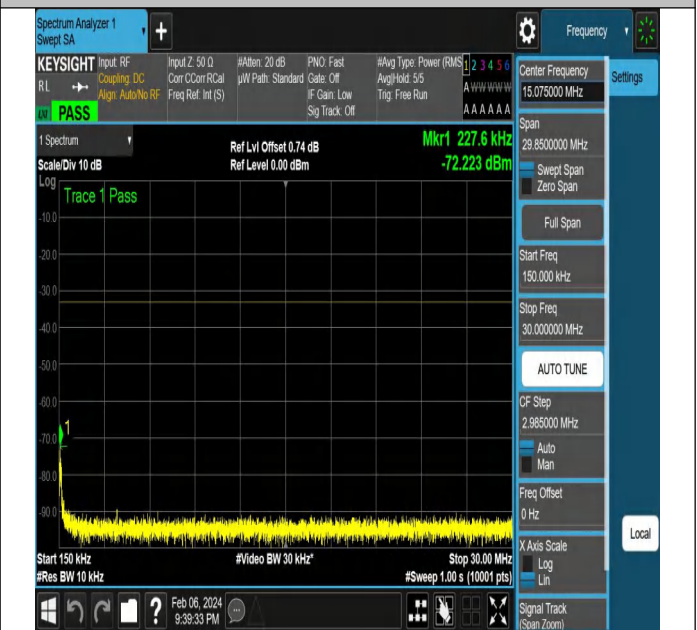 Spectrum Analyzer 1
Swept SA
+
Frequency
KEYSIGHT
RL
PASS
Input: RF
Coupling: DC
Align: Auto/No RF
Input Z: 50 Ω
Corr CCorr RCal
Freq Ref: Int (S)
#Atten: 20 dB
µW Path: Standard
PNO: Fast
Gate: Off
IF Gain: Low
Sig Track: Off
#Avg Type: Power (RMS
Avg|Hold: 5/5
Trig: Free Run
1 2 3 4 5 6
A W W W W W
A A A A A A
1 Spectrum
Scale/Div 10 dB
Ref Lvl Offset 0.74 dB
Ref Level 0.00 dBm
Mkr1 227.6 kHz
-72.223 dBm
Log
Trace 1 Pass
-10.0
-20.0
-30.0
-40.0
-50.0
-60.0
-70.0
-80.0
-90.0
1
Start 150 kHz
#Video BW 30 kHz*
Stop 30.00 MHz
#Res BW 10 kHz
#Sweep 1.00 s (10001 pts)
Feb 06, 2024
9:39:33 PM
?
Center Frequency
15.075000 MHz
Settings
Span
29.8500000 MHz
Swept Span
Zero Span
Full Span
Start Freq
150.000 kHz
Stop Freq
30.000000 MHz
AUTO TUNE
CF Step
2.985000 MHz
Auto
Man
Freq Offset
0 Hz
Local
X Axis Scale
Log
Lin
Signal Track
(Span Zoom)